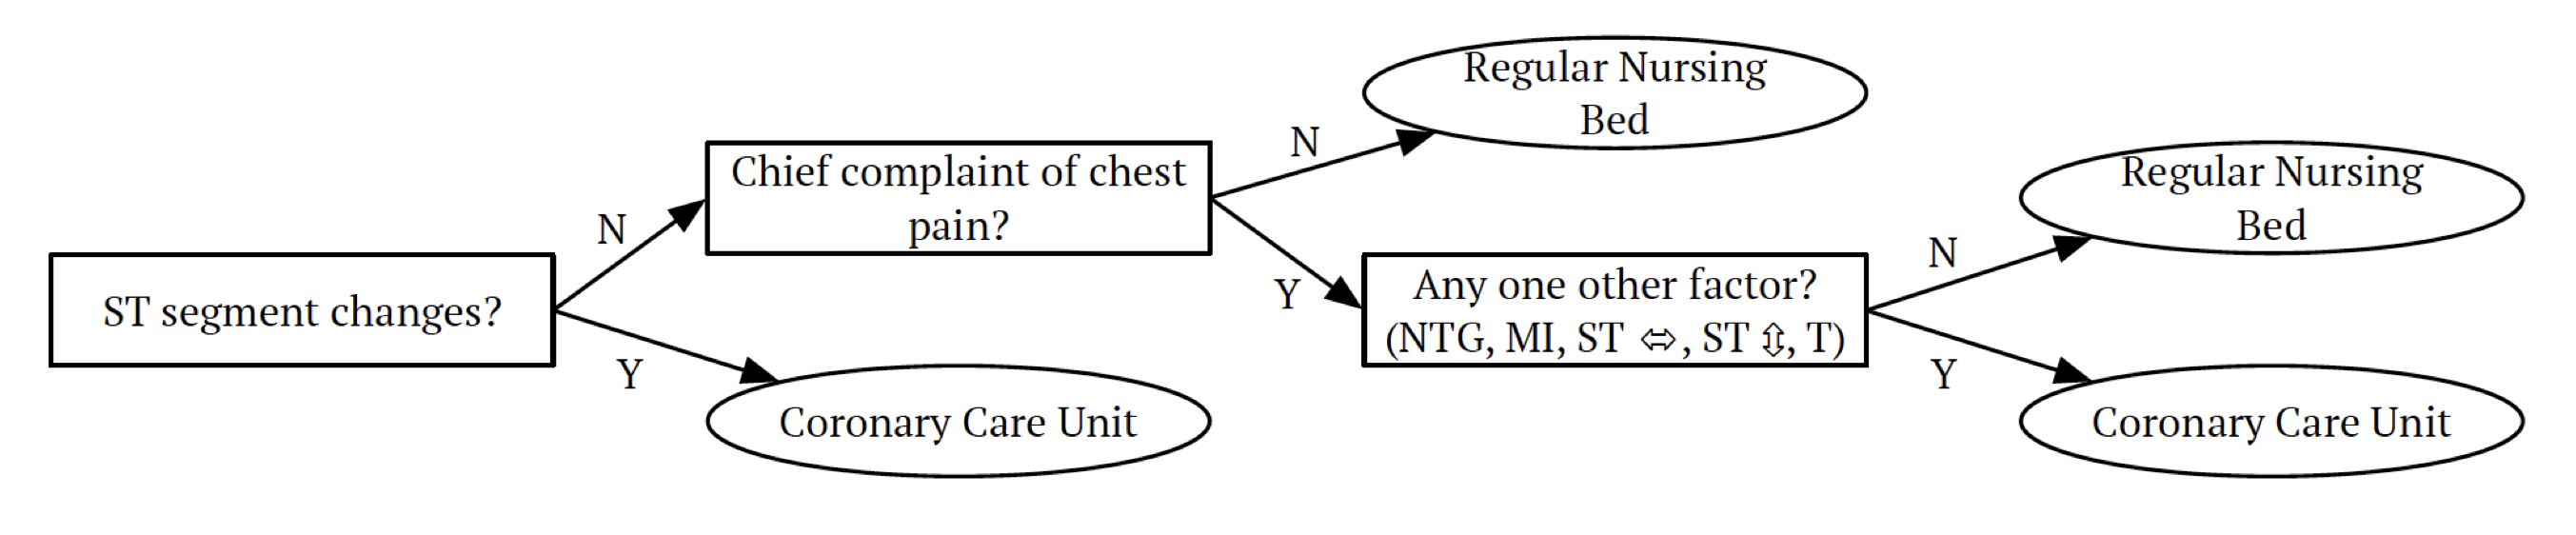 ST segment changes?
N
Y
Chief complaint of chest
pain?
Coronary Care Unit
N
Y
Regular Nursing
Bed
Any one other factor?
(NTG, MI, ST ⬄, ST ⇳, T)
N
Y
Regular Nursing
Bed
Coronary Care Unit